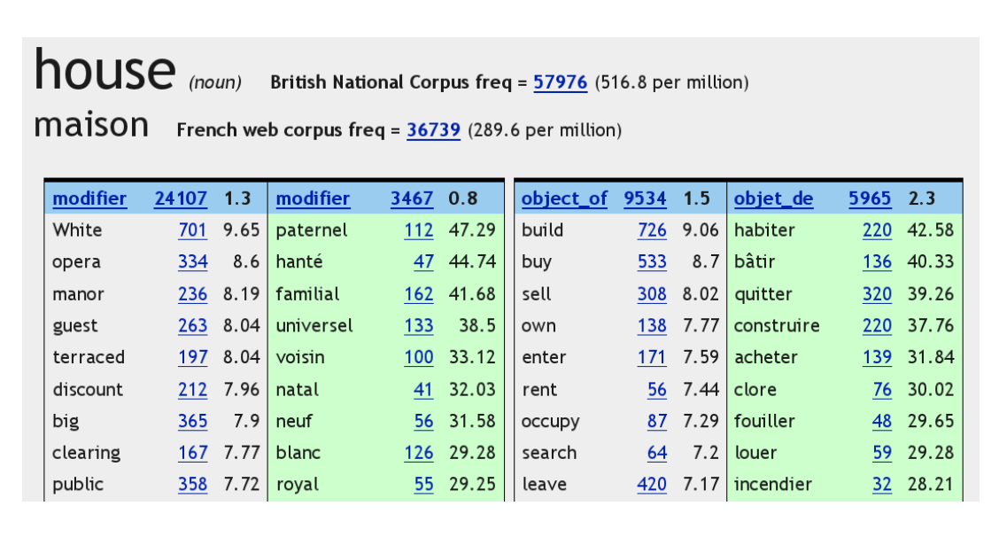 house (noun) British National Corpus freq = 57976 (516.8 per million)
maison French web corpus freq = 36739 (289.6 per million)
modifier 24107 1.3 modifier 3467 0.8 object_of 9534 1.5 objet_de 5965 2.3
White 701 9.65 paternel 112 47.29 build 726 9.06 habiter 220 42.58
opera 334 8.6 hanté 47 44.74 buy 533 8.7 bâtir 136 40.33
manor 236 8.19 familial 162 41.68 sell 308 8.02 quitter 320 39.26
guest 263 8.04 universel 133 38.5 own 138 7.77 construire 220 37.76
terraced 197 8.04 voisin 100 33.12 enter 171 7.59 acheter 139 31.84
discount 212 7.96 natal 41 32.03 rent 56 7.44 clore 76 30.02
big 365 7.9 neuf 56 31.58 occupy 87 7.29 fouiller 48 29.65
clearing 167 7.77 blanc 126 29.28 search 64 7.2 louer 59 29.28
public 358 7.72 royal 55 29.25 leave 420 7.17 incendier 32 28.21